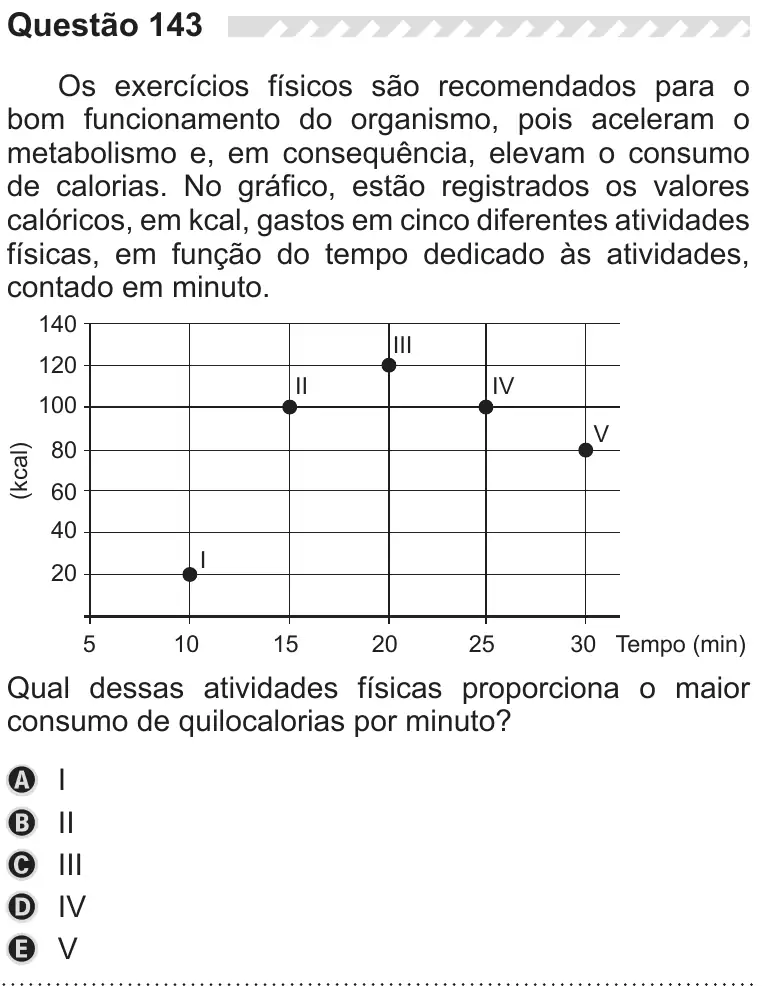 Questão 143
Os exercícios físicos são recomendados para o
bom funcionamento do organismo, pois aceleram o
metabolismo e, em consequência, elevam o consumo
de calorias. No gráfico, estão registrados os valores
calóricos, em kcal, gastos em cinco diferentes atividades
físicas, em função do tempo dedicado às atividades,
contado em minuto.
140
120
100
80
60
40
20
(kcal)
I
II
III
IV
V
5 10 15 20 25 30 Tempo (min)
Qual dessas atividades físicas proporciona o maior
consumo de quilocalorias por minuto?
A I
B II
C III
D IV
E V